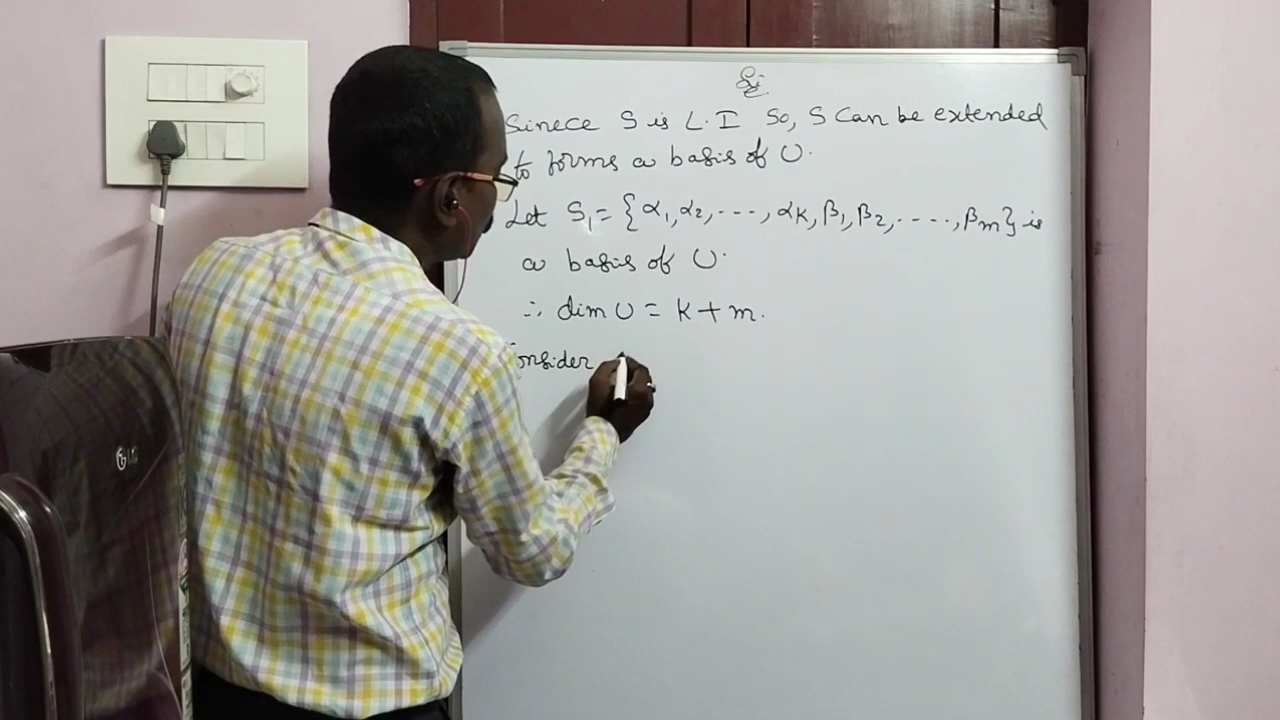 Sinece S is L.I So, S can be extended
to forms a basis of U.
Let S₁ = {α₁, α₂, ----, αK, β₁, β₂, ----, βm} is
a basis of U.
∴ dim U = K + m.
onsider